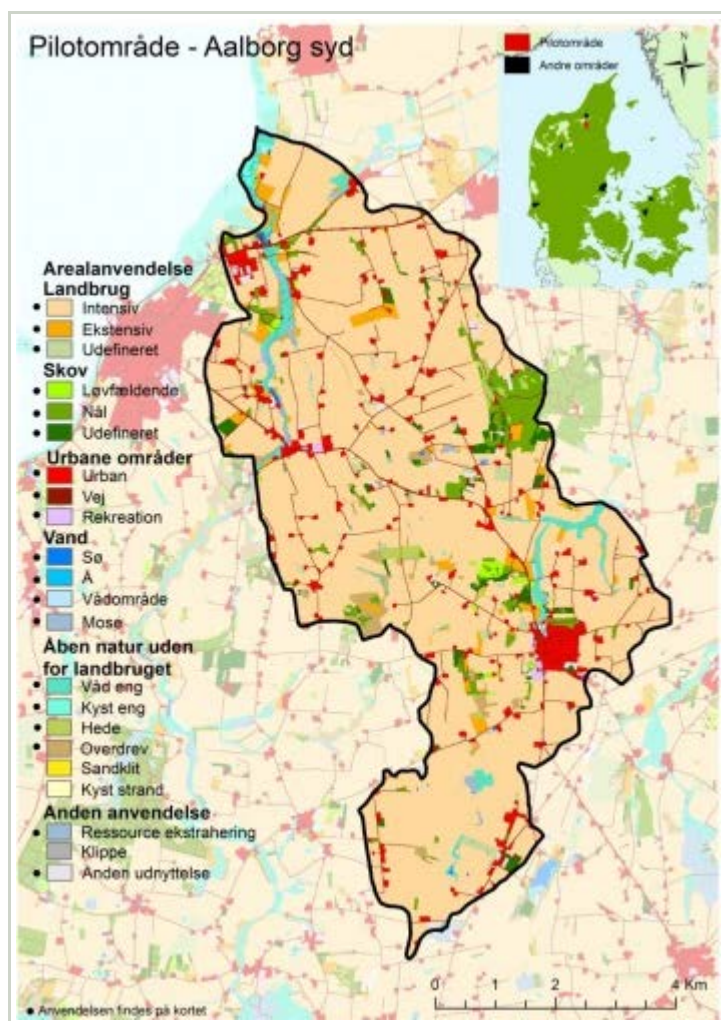 Pilotområde - Aalborg syd
Pilotområde
Andre områder
N
Arealanvendelse
Landbrug
Intensiv
Ekstensiv
Udefineret
Skov
Løvfældende
Nål
Udefineret
Urbane områder
Urban
Vej
Rekreation
Vand
Sø
Å
Vådområde
Mose
Åben natur uden
for landbruget
Våd eng
Kyst eng
Hede
Overdrev
Sandklit
Kyst strand
Anden anvendelse
Ressource ekstrahering
Klippe
Anden udnyttelse
● Anvendelsen findes på kortet
0 1 2 4 Km